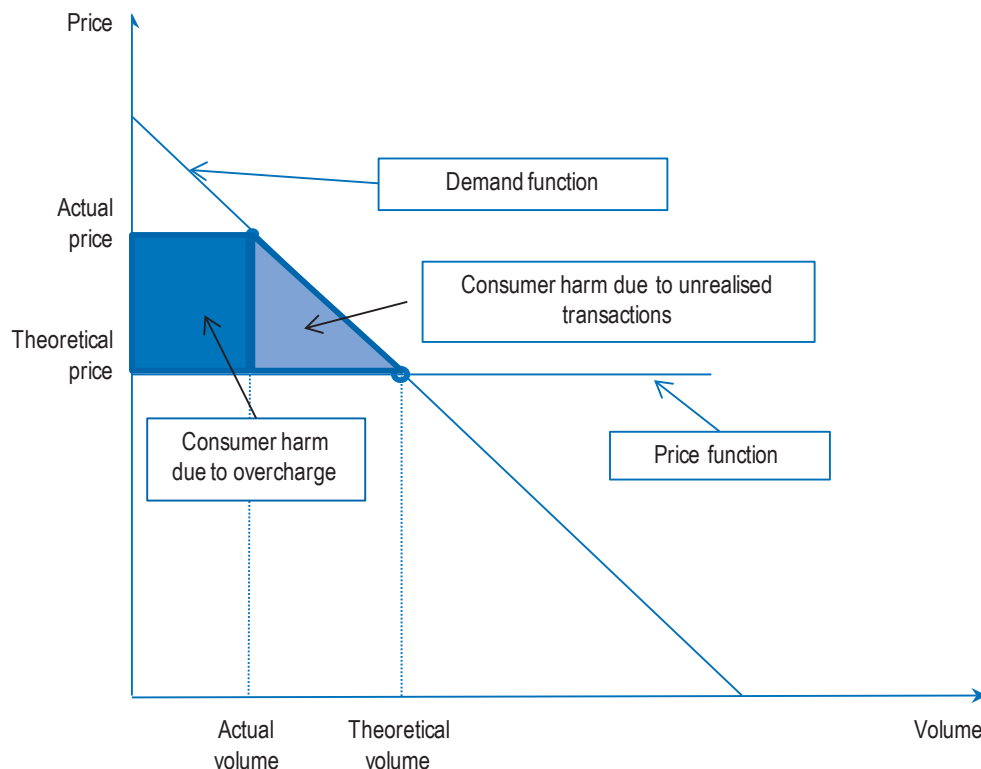 Price
Demand function
Actual
price
Consumer harm due to unrealised
transactions
Theoretical
price
Consumer harm
due to overcharge
Price function
Actual
volume
Theoretical
volume
Volume